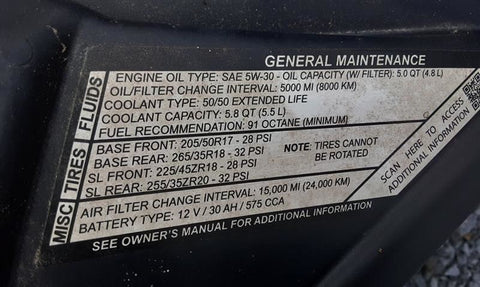 GENERAL MAINTENANCE
FLUIDS
ENGINE OIL TYPE: SAE 5W-30 - OIL CAPACITY (W/ FILTER): 5.0 QT (4.8 L)
OIL/FILTER CHANGE INTERVAL: 5000 MI (8000 KM)
COOLANT TYPE: 50/50 EXTENDED LIFE
COOLANT CAPACITY: 5.8 QT (5.5 L)
FUEL RECOMMENDATION: 91 OCTANE (MINIMUM)
TIRES
BASE FRONT: 205/50R17 - 28 PSI
BASE REAR: 265/35R18 - 32 PSI
SL FRONT: 225/45ZR18 - 28 PSI
SL REAR: 255/35ZR20 - 32 PSI
NOTE: TIRES CANNOT
BE ROTATED
MISC
AIR FILTER CHANGE INTERVAL: 15,000 MI (24,000 KM)
BATTERY TYPE: 12 V / 30 AH / 575 CCA
SEE OWNER'S MANUAL FOR ADDITIONAL INFORMATION
SCAN HERE TO ACCESS
ADDITIONAL INFORMATION